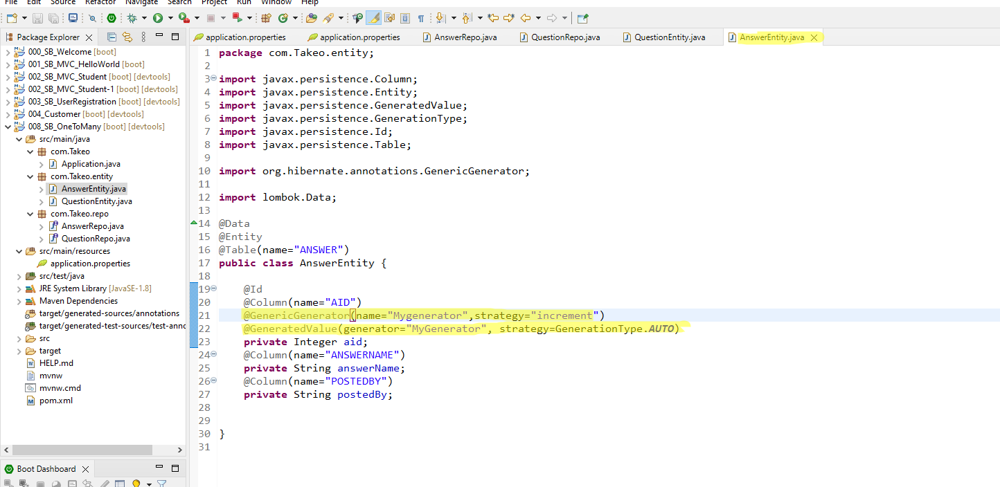 File Edit Source Refactor Navigate Search Project Run Window Help
Package Explorer
000_SB_Welcome [boot]
001_SB_MVC_HelloWorld [boot]
002_SB_MVC_Student [boot] [devtools]
002_SB_MVC_Student-1 [boot] [devtools]
003_SB_UserRegistration [boot] [devtools]
004_Customer [boot] [devtools]
008_SB_OneToMany [boot] [devtools]
src/main/java
com.Takeo
Application.java
com.Takeo.entity
AnswerEntity.java
QuestionEntity.java
com.Takeo.repo
AnswerRepo.java
QuestionRepo.java
src/main/resources
application.properties
src/test/java
JRE System Library [JavaSE-1.8]
Maven Dependencies
target/generated-sources/annotations
target/generated-test-sources/test-anno
src
target
HELP.md
mvnw
mvnw.cmd
pom.xml
Boot Dashboard
application.properties application.properties AnswerRepo.java QuestionRepo.java QuestionEntity.java AnswerEntity.java
1 package com.Takeo.entity;
2
3 import javax.persistence.Column;
4 import javax.persistence.Entity;
5 import javax.persistence.GeneratedValue;
6 import javax.persistence.GenerationType;
7 import javax.persistence.Id;
8 import javax.persistence.Table;
9
10 import org.hibernate.annotations.GenericGenerator;
11
12 import lombok.Data;
13
14 @Data
15 @Entity
16 @Table(name="ANSWER")
17 public class AnswerEntity {
18
19 @Id
20 @Column(name="AID")
21 @GenericGenerator(name="Mygenerator",strategy="increment")
22 @GeneratedValue(generator="MyGenerator", strategy=GenerationType.AUTO)
23 private Integer aid;
24 @Column(name="ANSWERNAME")
25 private String answerName;
26 @Column(name="POSTEDBY")
27 private String postedBy;
28
29
30 }
31